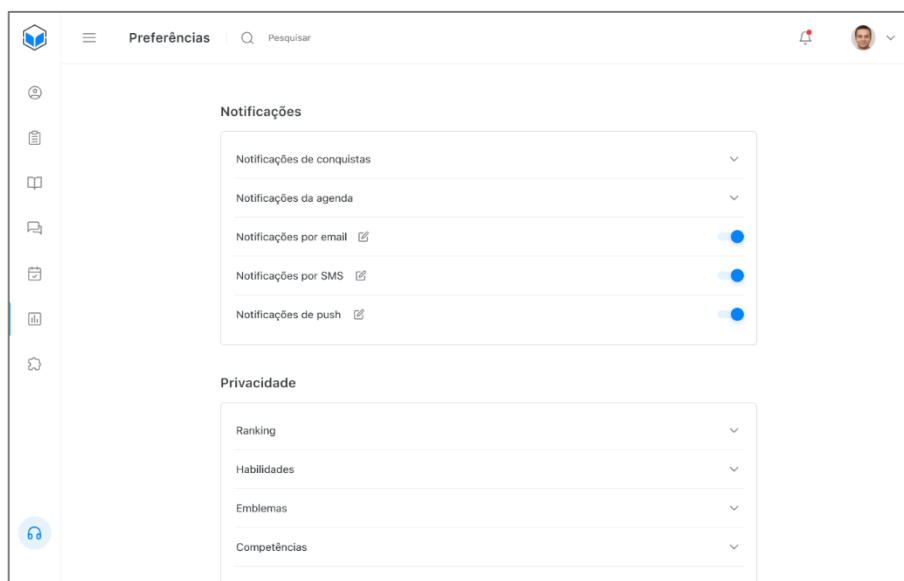 Preferências
Pesquisar
Notificações
Notificações de conquistas
Notificações da agenda
Notificações por email
Notificações por SMS
Notificações de push
Privacidade
Ranking
Habilidades
Emblemas
Competências